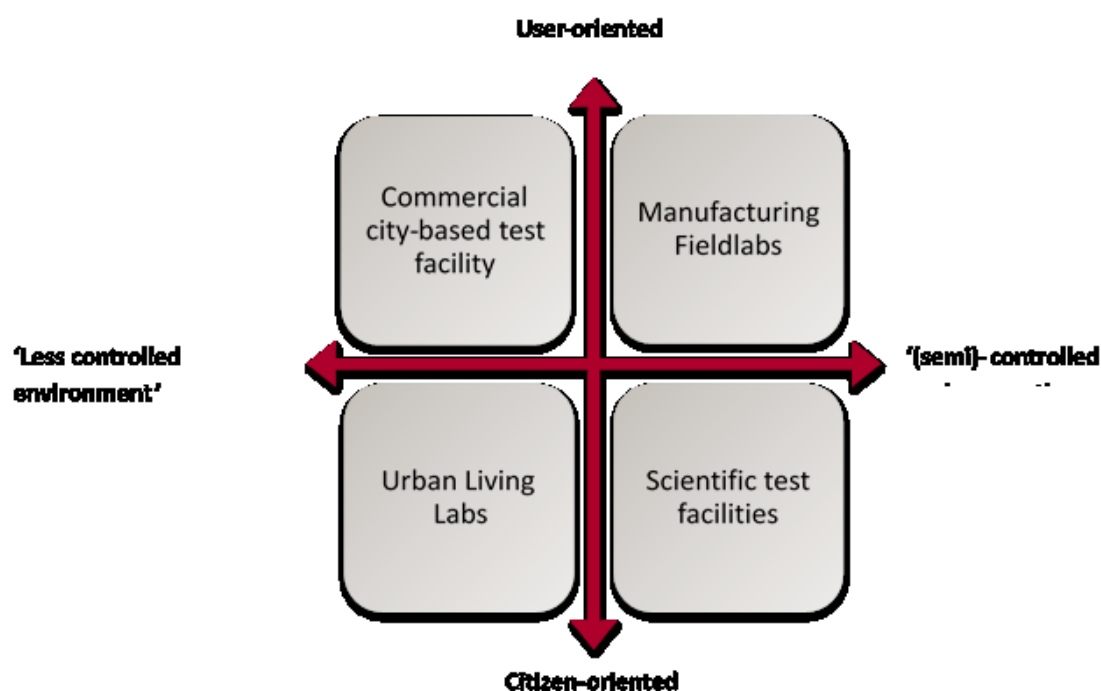 User-oriented
Commercial
city-based test
facility
Manufacturing
Fieldlabs
'Less controlled
environment'
'(semi)- controlled
Urban Living
Labs
Scientific test
facilities
Citizen-oriented